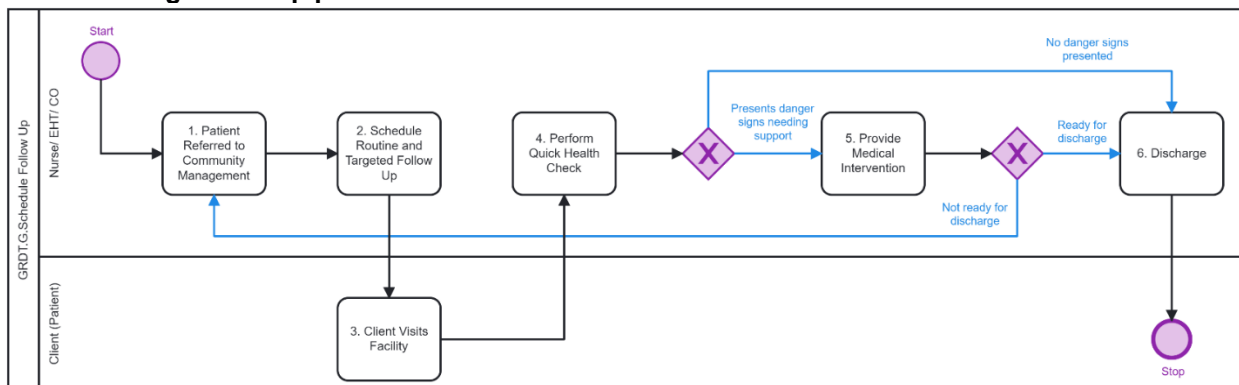 GRDT.G.Schedule Follow Up
Nurse/ EHT/ CO
Start
1. Patient
Referred to
Community
Management
2. Schedule
Routine and
Targeted Follow
Up
4. Perform
Quick Health
Check
Presents danger
signs needing
support
No danger signs
presented
5. Provide
Medical
Intervention
Ready for
discharge
Not ready for
discharge
6. Discharge
Client (Patient)
3. Client Visits
Facility
Stop